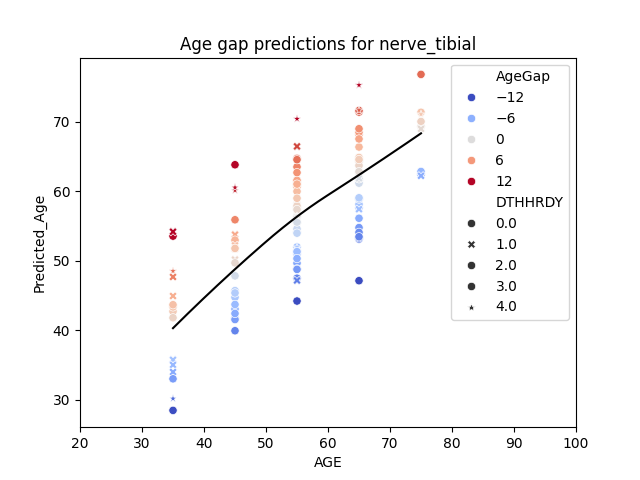 Age gap predictions for nerve_tibial
Predicted_Age
70
60
50
40
30
20 30 40 50 60 70 80 90 100
AGE
AgeGap
−12
−6
0
6
12
DTHHRDY
0.0
1.0
2.0
3.0
4.0